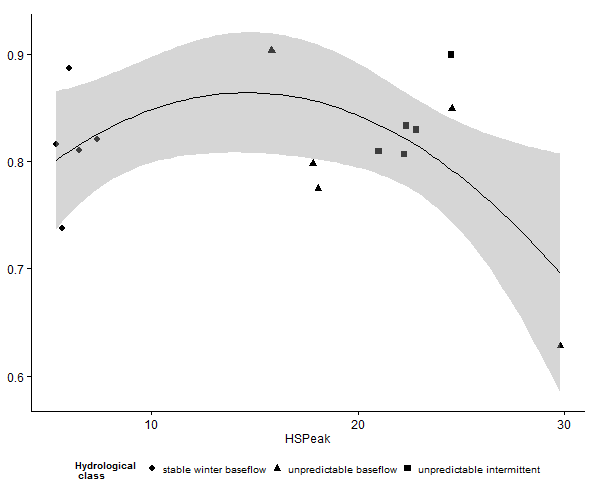 0.9
0.8
0.7
0.6
10 20 30
HSPeak
Hydrological
class
stable winter baseflow unpredictable baseflow unpredictable intermittent